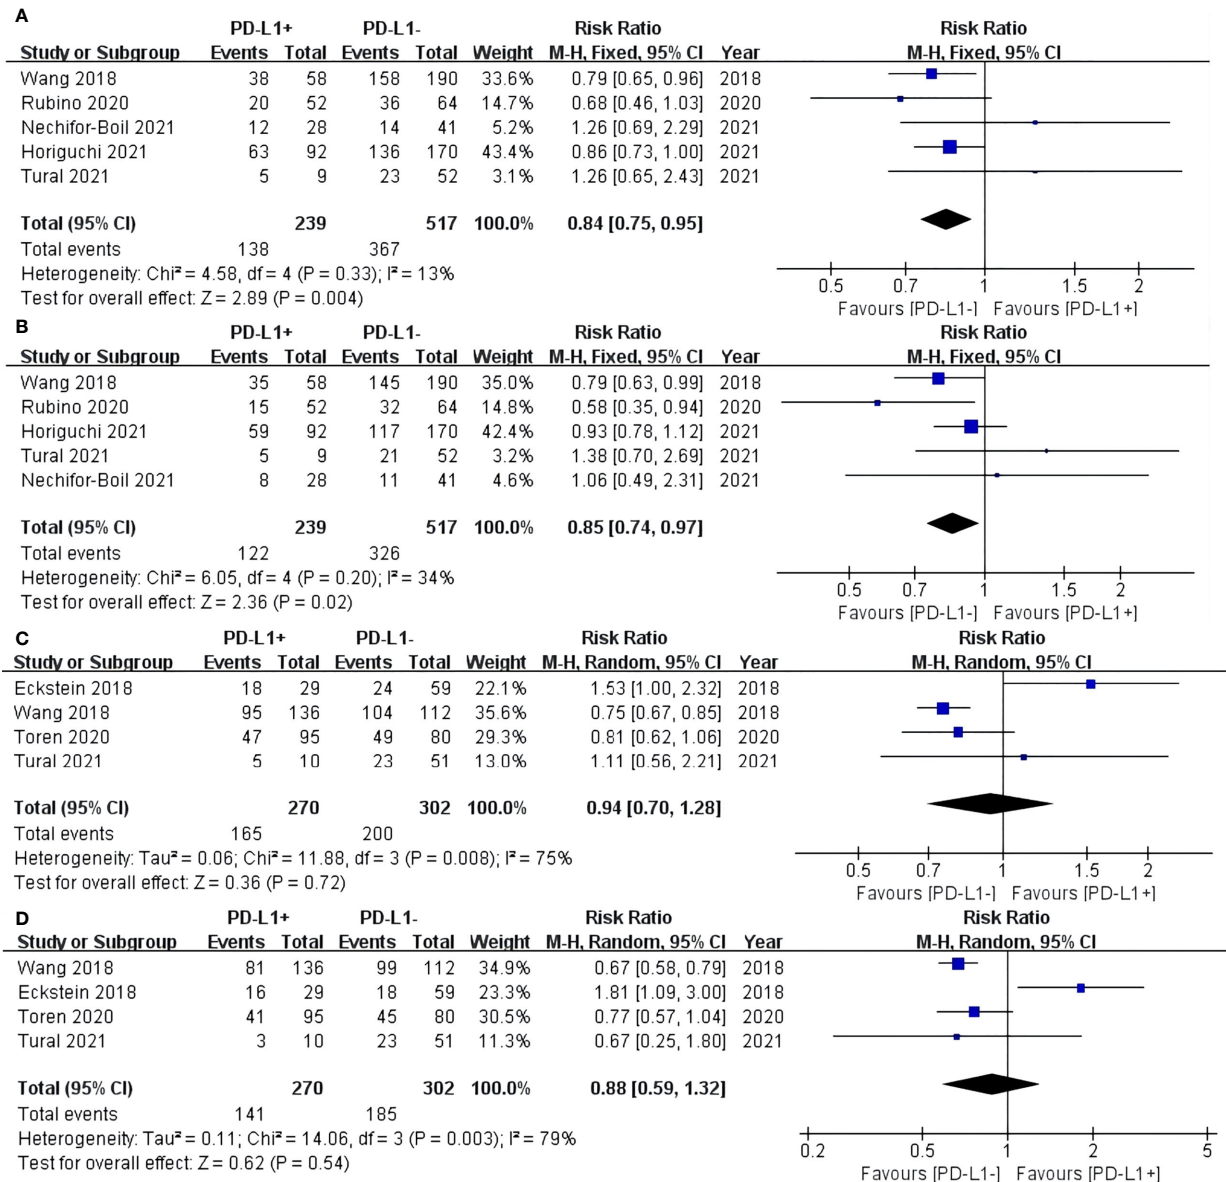 A
PD-L1+ PD-L1- Risk Ratio Risk Ratio
Study or Subgroup Events Total Events Total Weight M-H, Fixed, 95% CI Year M-H, Fixed, 95% CI
Wang 2018 38 58 158 190 33.6% 0.79 [0.65, 0.96] 2018
Rubino 2020 20 52 36 64 14.7% 0.68 [0.46, 1.03] 2020
Nechifor-Boil 2021 12 28 14 41 5.2% 1.26 [0.69, 2.29] 2021
Horiguchi 2021 63 92 136 170 43.4% 0.86 [0.73, 1.00] 2021
Tural 2021 5 9 23 52 3.1% 1.26 [0.65, 2.43] 2021
Total (95% CI) 239 517 100.0% 0.84 [0.75, 0.95]
Total events 138 367
Heterogeneity: Chi² = 4.58, df = 4 (P = 0.33); I² = 13%
Test for overall effect: Z = 2.89 (P = 0.004)
0.5 0.7 1 1.5 2
Favours [PD-L1-] Favours [PD-L1+]
B
PD-L1+ PD-L1- Risk Ratio Risk Ratio
Study or Subgroup Events Total Events Total Weight M-H, Fixed, 95% CI Year M-H, Fixed, 95% CI
Wang 2018 35 58 145 190 35.0% 0.79 [0.63, 0.99] 2018
Rubino 2020 15 52 32 64 14.8% 0.58 [0.35, 0.94] 2020
Horiguchi 2021 59 92 117 170 42.4% 0.93 [0.78, 1.12] 2021
Tural 2021 5 9 21 52 3.2% 1.38 [0.70, 2.69] 2021
Nechifor-Boil 2021 8 28 11 41 4.6% 1.06 [0.49, 2.31] 2021
Total (95% CI) 239 517 100.0% 0.85 [0.74, 0.97]
Total events 122 326
Heterogeneity: Chi² = 6.05, df = 4 (P = 0.20); I² = 34%
Test for overall effect: Z = 2.36 (P = 0.02)
0.5 0.7 1 1.5 2
Favours [PD-L1-] Favours [PD-L1+]
C
PD-L1+ PD-L1- Risk Ratio Risk Ratio
Study or Subgroup Events Total Events Total Weight M-H, Random, 95% CI Year M-H, Random, 95% CI
Eckstein 2018 18 29 24 59 22.1% 1.53 [1.00, 2.32] 2018
Wang 2018 95 136 104 112 35.6% 0.75 [0.67, 0.85] 2018
Toren 2020 47 95 49 80 29.3% 0.81 [0.62, 1.06] 2020
Tural 2021 5 10 23 51 13.0% 1.11 [0.56, 2.21] 2021
Total (95% CI) 270 302 100.0% 0.94 [0.70, 1.28]
Total events 165 200
Heterogeneity: Tau² = 0.06; Chi² = 11.88, df = 3 (P = 0.008); I² = 75%
Test for overall effect: Z = 0.36 (P = 0.72)
0.5 0.7 1 1.5 2
Favours [PD-L1-] Favours [PD-L1+]
D
PD-L1+ PD-L1- Risk Ratio Risk Ratio
Study or Subgroup Events Total Events Total Weight M-H, Random, 95% CI Year M-H, Random, 95% CI
Wang 2018 81 136 99 112 34.9% 0.67 [0.58, 0.79] 2018
Eckstein 2018 16 29 18 59 23.3% 1.81 [1.09, 3.00] 2018
Toren 2020 41 95 45 80 30.5% 0.77 [0.57, 1.04] 2020
Tural 2021 3 10 23 51 11.3% 0.67 [0.25, 1.80] 2021
Total (95% CI) 270 302 100.0% 0.88 [0.59, 1.32]
Total events 141 185
Heterogeneity: Tau² = 0.11; Chi² = 14.06, df = 3 (P = 0.003); I² = 79%
Test for overall effect: Z = 0.62 (P = 0.54)
0.2 0.5 1 2 5
Favours [PD-L1-] Favours [PD-L1+]